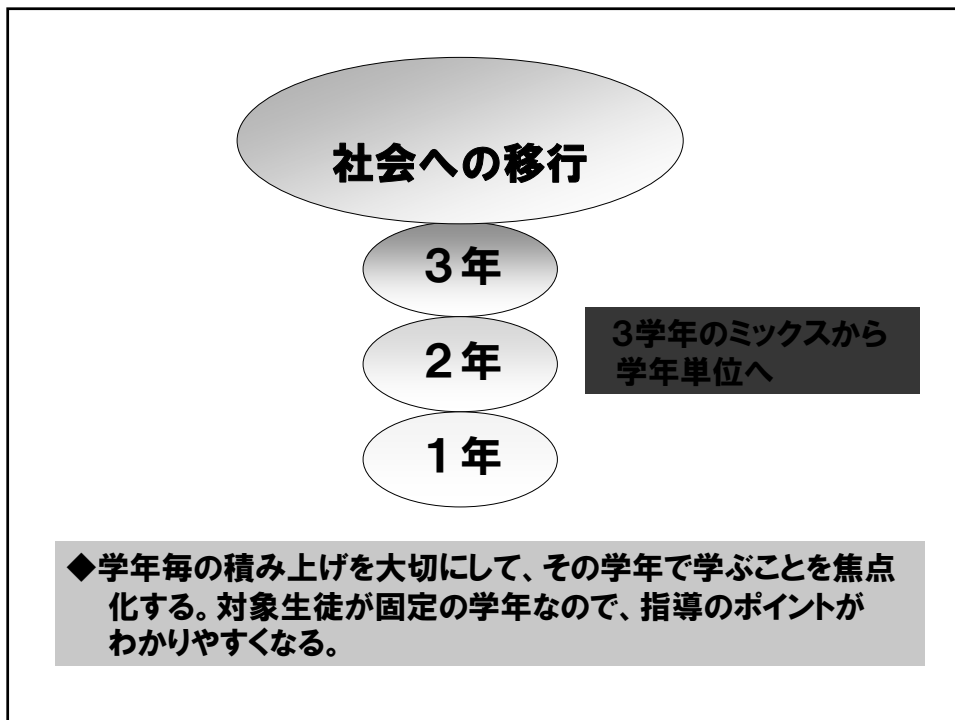 社会への移行
３年
２年
１年
３学年のミックスから
学年単位へ
◆学年毎の積み上げを大切にして、その学年で学ぶことを焦点
化する。対象生徒が固定の学年なので、指導のポイントが
わかりやすくなる。